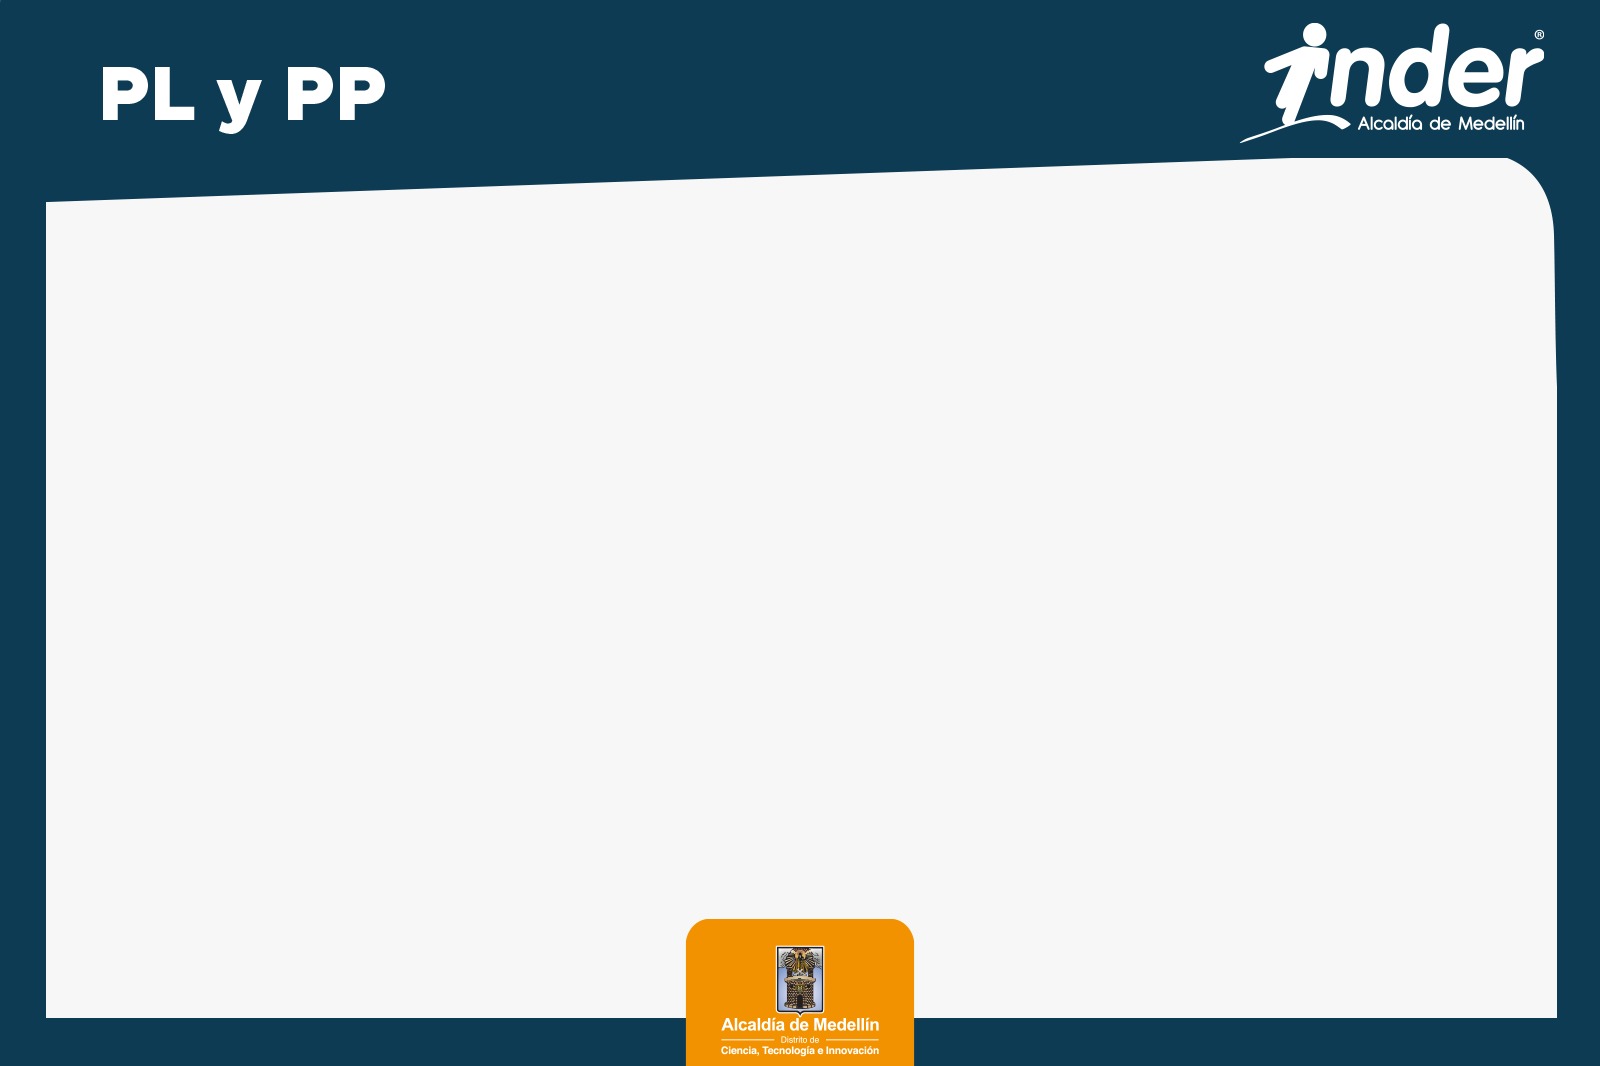 PL y PP
inder®
Alcaldía de Medellín
Alcaldía de Medellín
Distrito de
Ciencia, Tecnología e Innovación